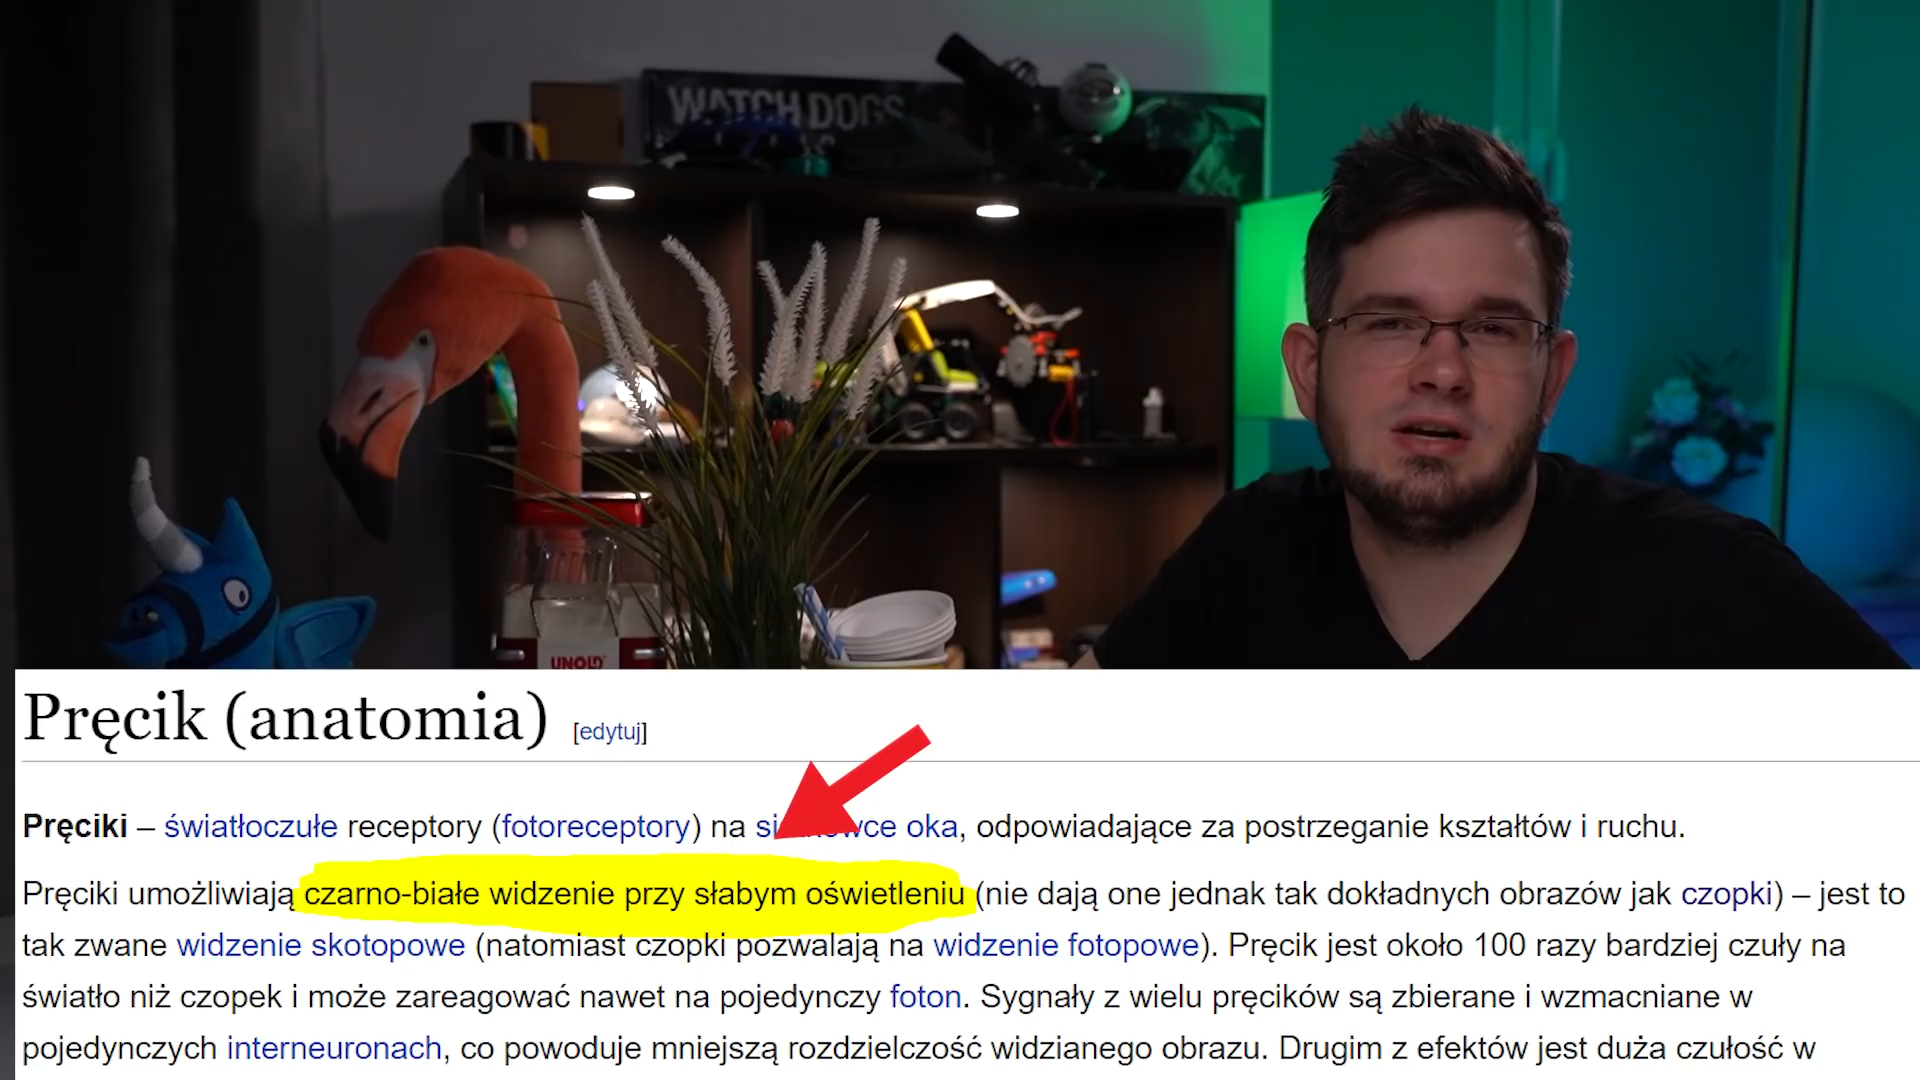 WATCH DOGS
UNOLD
Pręcik (anatomia) [edytuj]
Pręciki – światłoczułe receptory (fotoreceptory) na siatkówce oka, odpowiadające za postrzeganie kształtów i ruchu.
Pręciki umożliwiają czarno-białe widzenie przy słabym oświetleniu (nie dają one jednak tak dokładnych obrazów jak czopki) – jest to
tak zwane widzenie skotopowe (natomiast czopki pozwalają na widzenie fotopowe). Pręcik jest około 100 razy bardziej czuły na
światło niż czopek i może zareagować nawet na pojedynczy foton. Sygnały z wielu pręcików są zbierane i wzmacniane w
pojedynczych interneuronach, co powoduje mniejszą rozdzielczość widzianego obrazu. Drugim z efektów jest duża czułość w